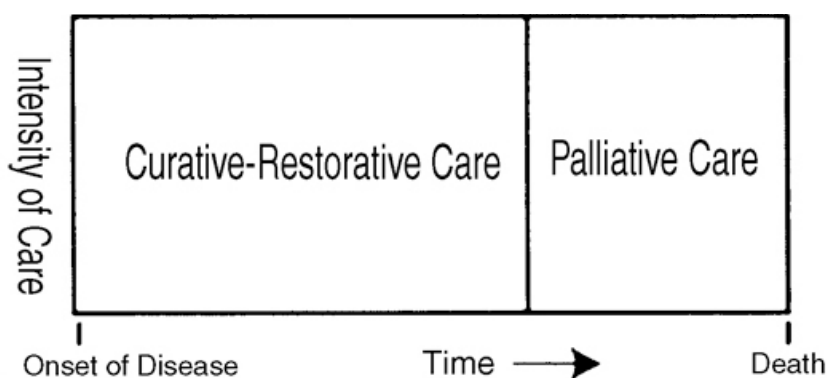 Intensity of Care
Curative-Restorative Care
Palliative Care
Onset of Disease
Time
Death